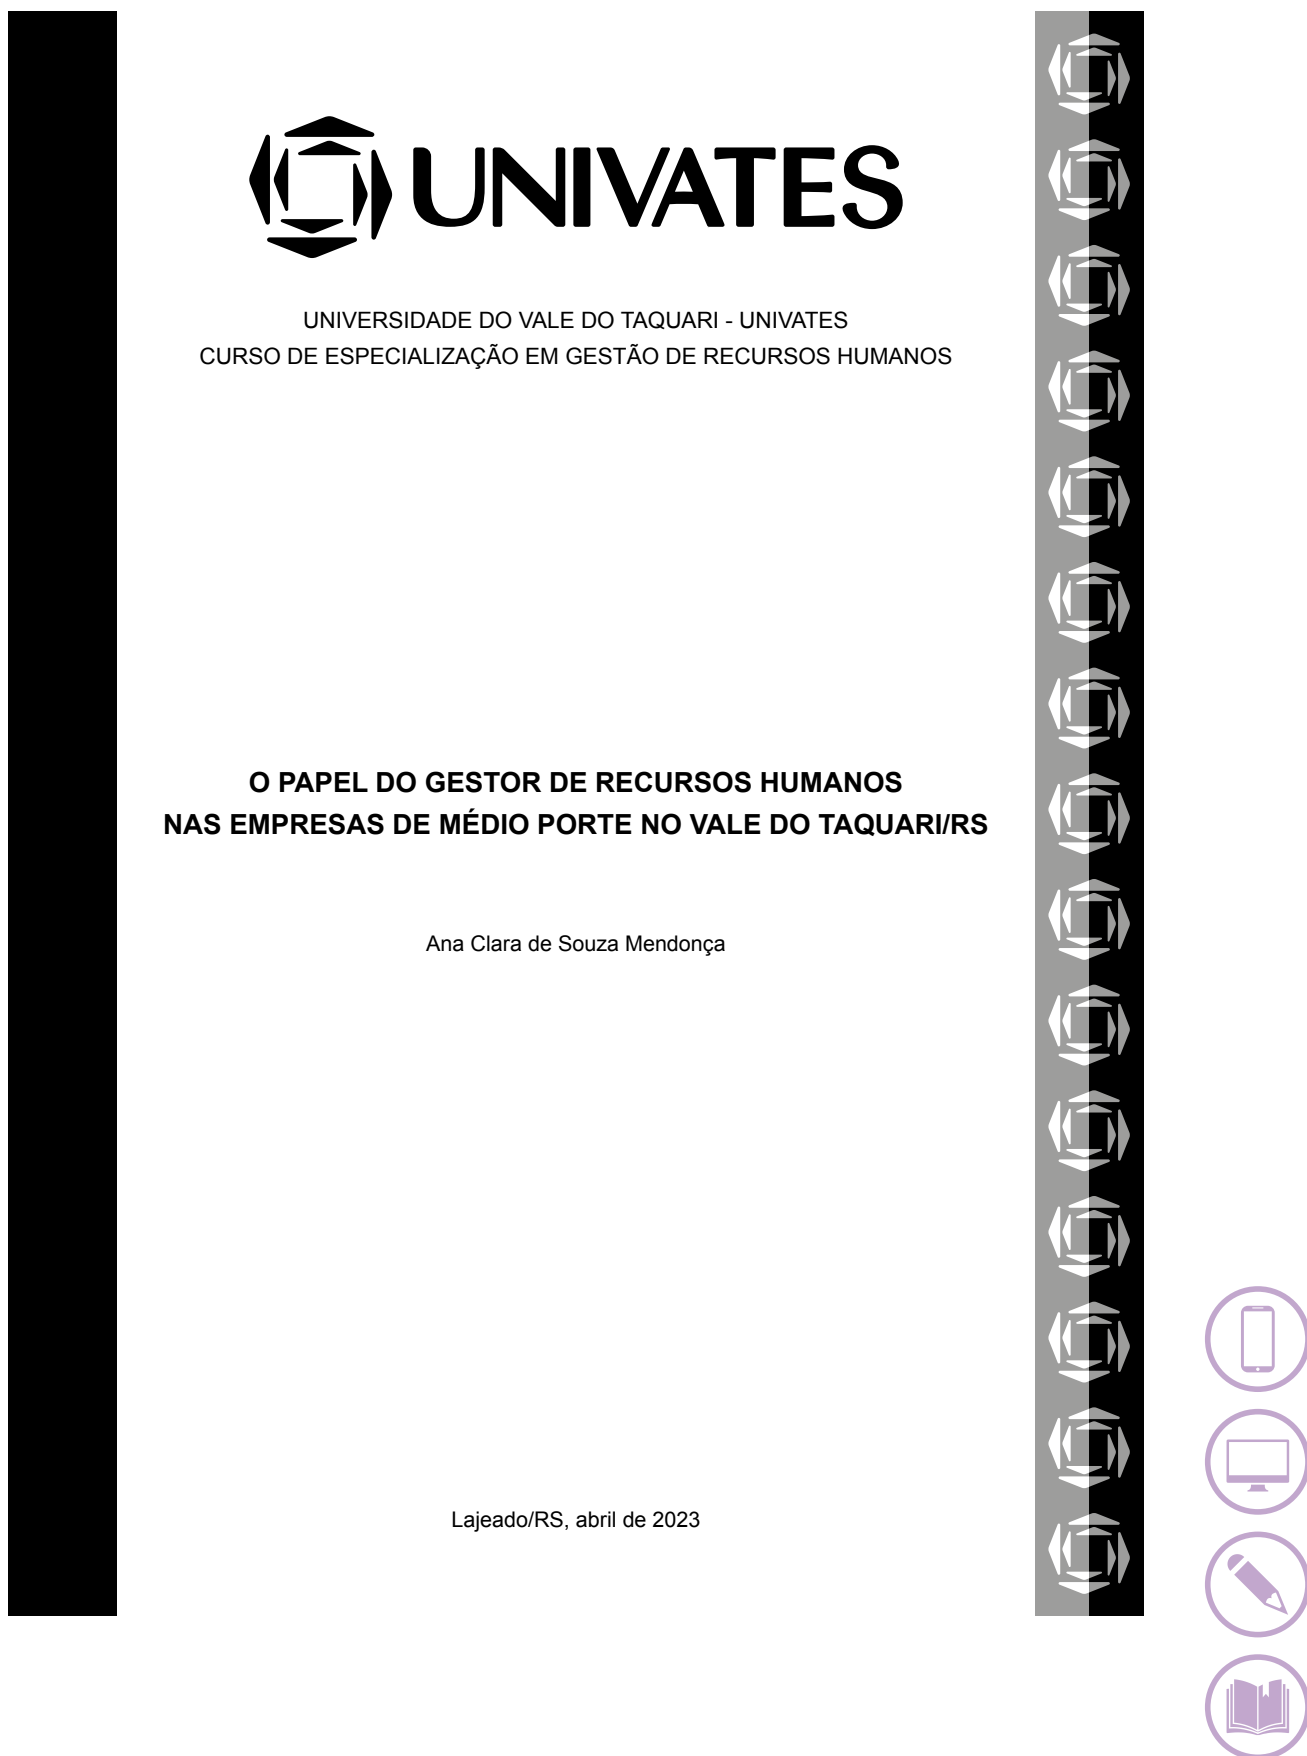 UNIVATES
UNIVERSIDADE DO VALE DO TAQUARI - UNIVATES
CURSO DE ESPECIALIZAÇÃO EM GESTÃO DE RECURSOS HUMANOS
O PAPEL DO GESTOR DE RECURSOS HUMANOS
NAS EMPRESAS DE MÉDIO PORTE NO VALE DO TAQUARI/RS
Ana Clara de Souza Mendonça
Lajeado/RS, abril de 2023